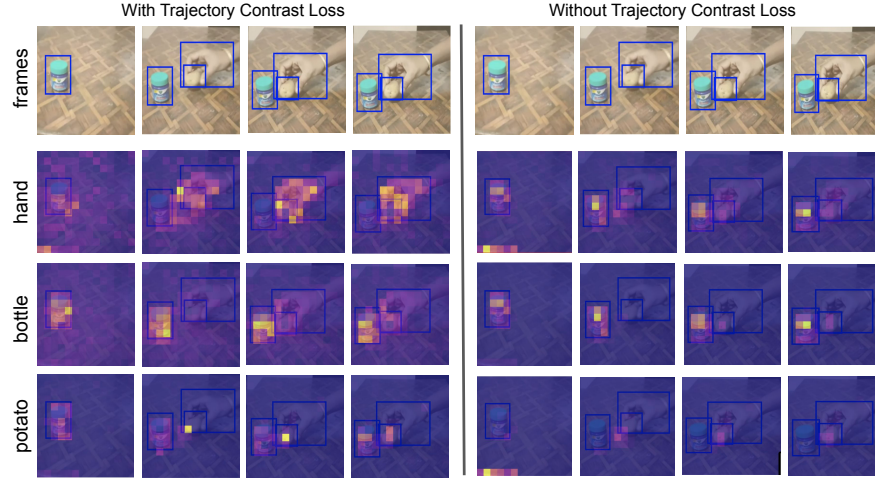 With Trajectory Contrast Loss
Without Trajectory Contrast Loss
frames
hand
bottle
potato